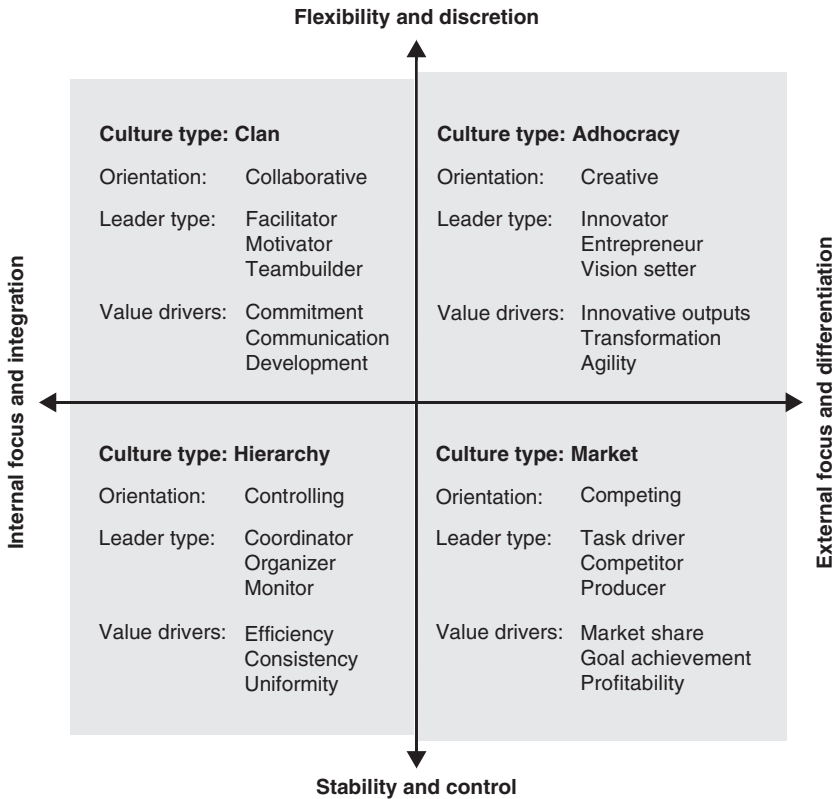 Flexibility and discretion
Internal focus and integration
Culture type: Clan
Orientation: Collaborative
Leader type: Facilitator
Motivator
Teambuilder
Value drivers: Commitment
Communication
Development
Culture type: Adhocracy
Orientation: Creative
Leader type: Innovator
Entrepreneur
Vision setter
Value drivers: Innovative outputs
Transformation
Agility
Culture type: Hierarchy
Orientation: Controlling
Leader type: Coordinator
Organizer
Monitor
Value drivers: Efficiency
Consistency
Uniformity
Culture type: Market
Orientation: Competing
Leader type: Task driver
Competitor
Producer
Value drivers: Market share
Goal achievement
Profitability
External focus and differentiation
Stability and control